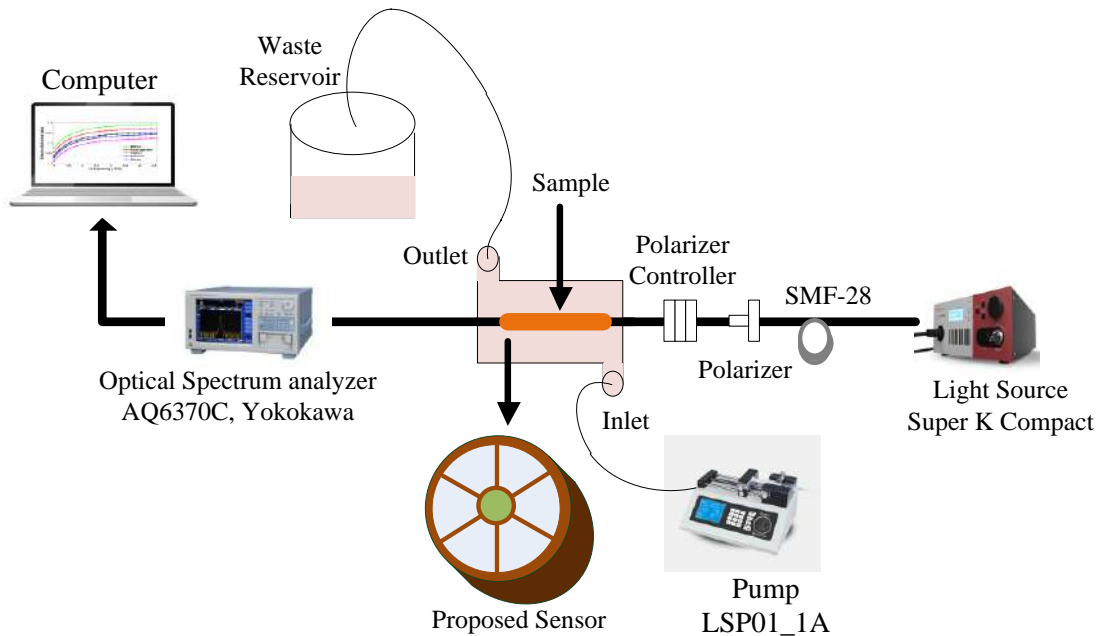 Waste
Reservoir
Computer
Sample
Outlet
Polarizer
Controller
SMF-28
Optical Spectrum analyzer
AQ6370C, Yokokawa
Polarizer
Light Source
Super K Compact
Inlet
Proposed Sensor
Pump
LSP01_1A